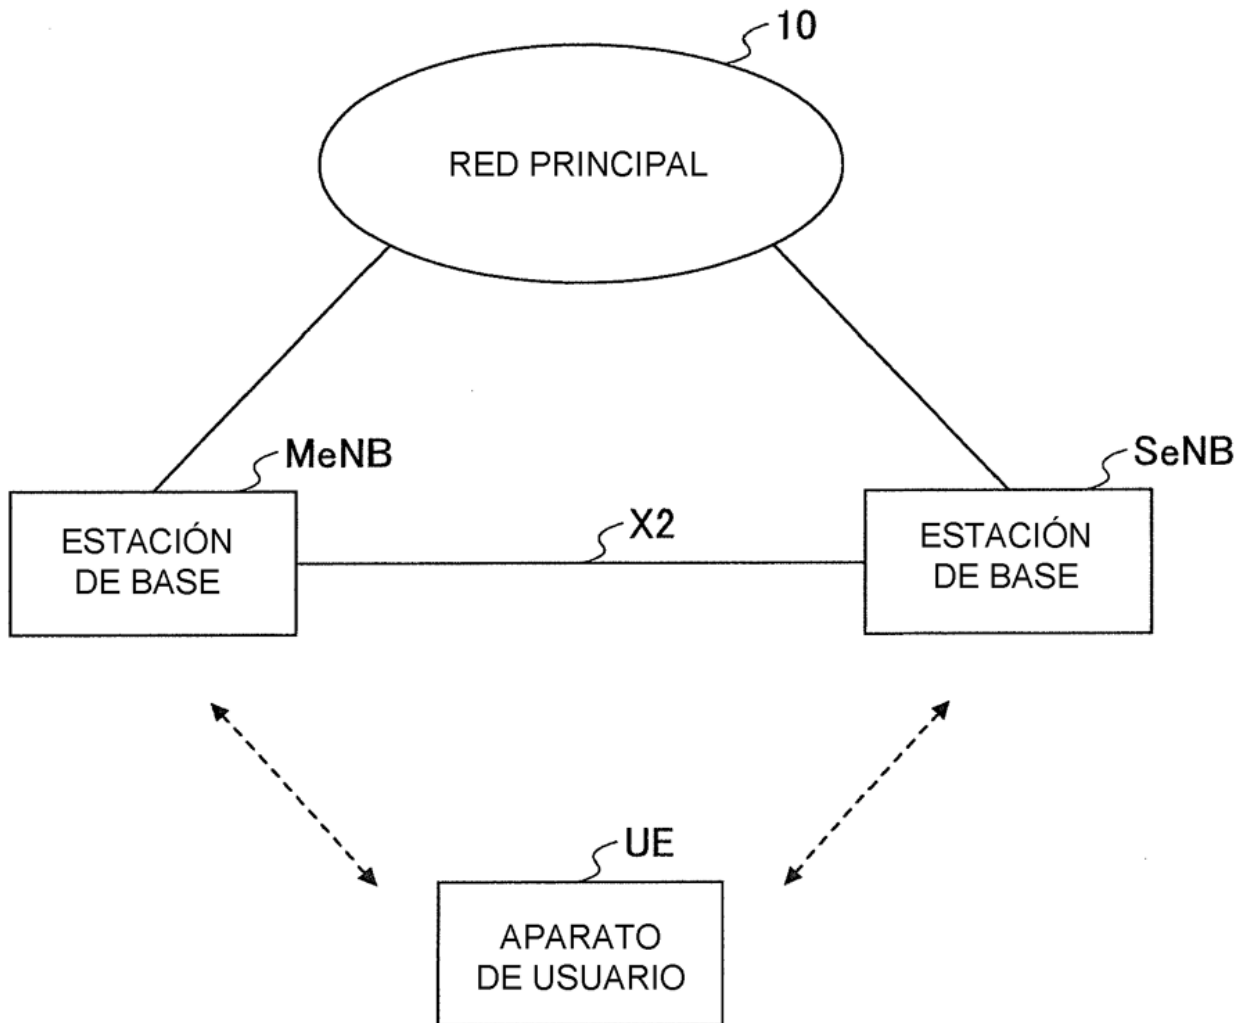 10
RED PRINCIPAL
MeNB
SeNB
X2
ESTACIÓN
DE BASE
ESTACIÓN
DE BASE
UE
APARATO
DE USUARIO